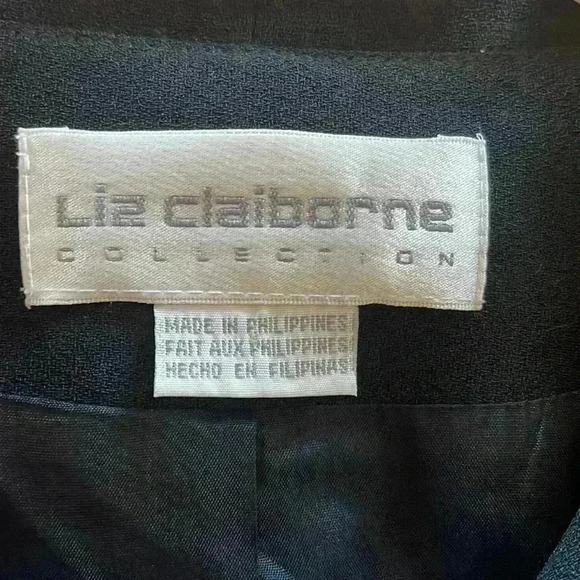 Liz claiborne
COLLECTION
MADE IN PHILIPPINES
FAIT AUX PHILIPPINES
HECHO EN FILIPINAS